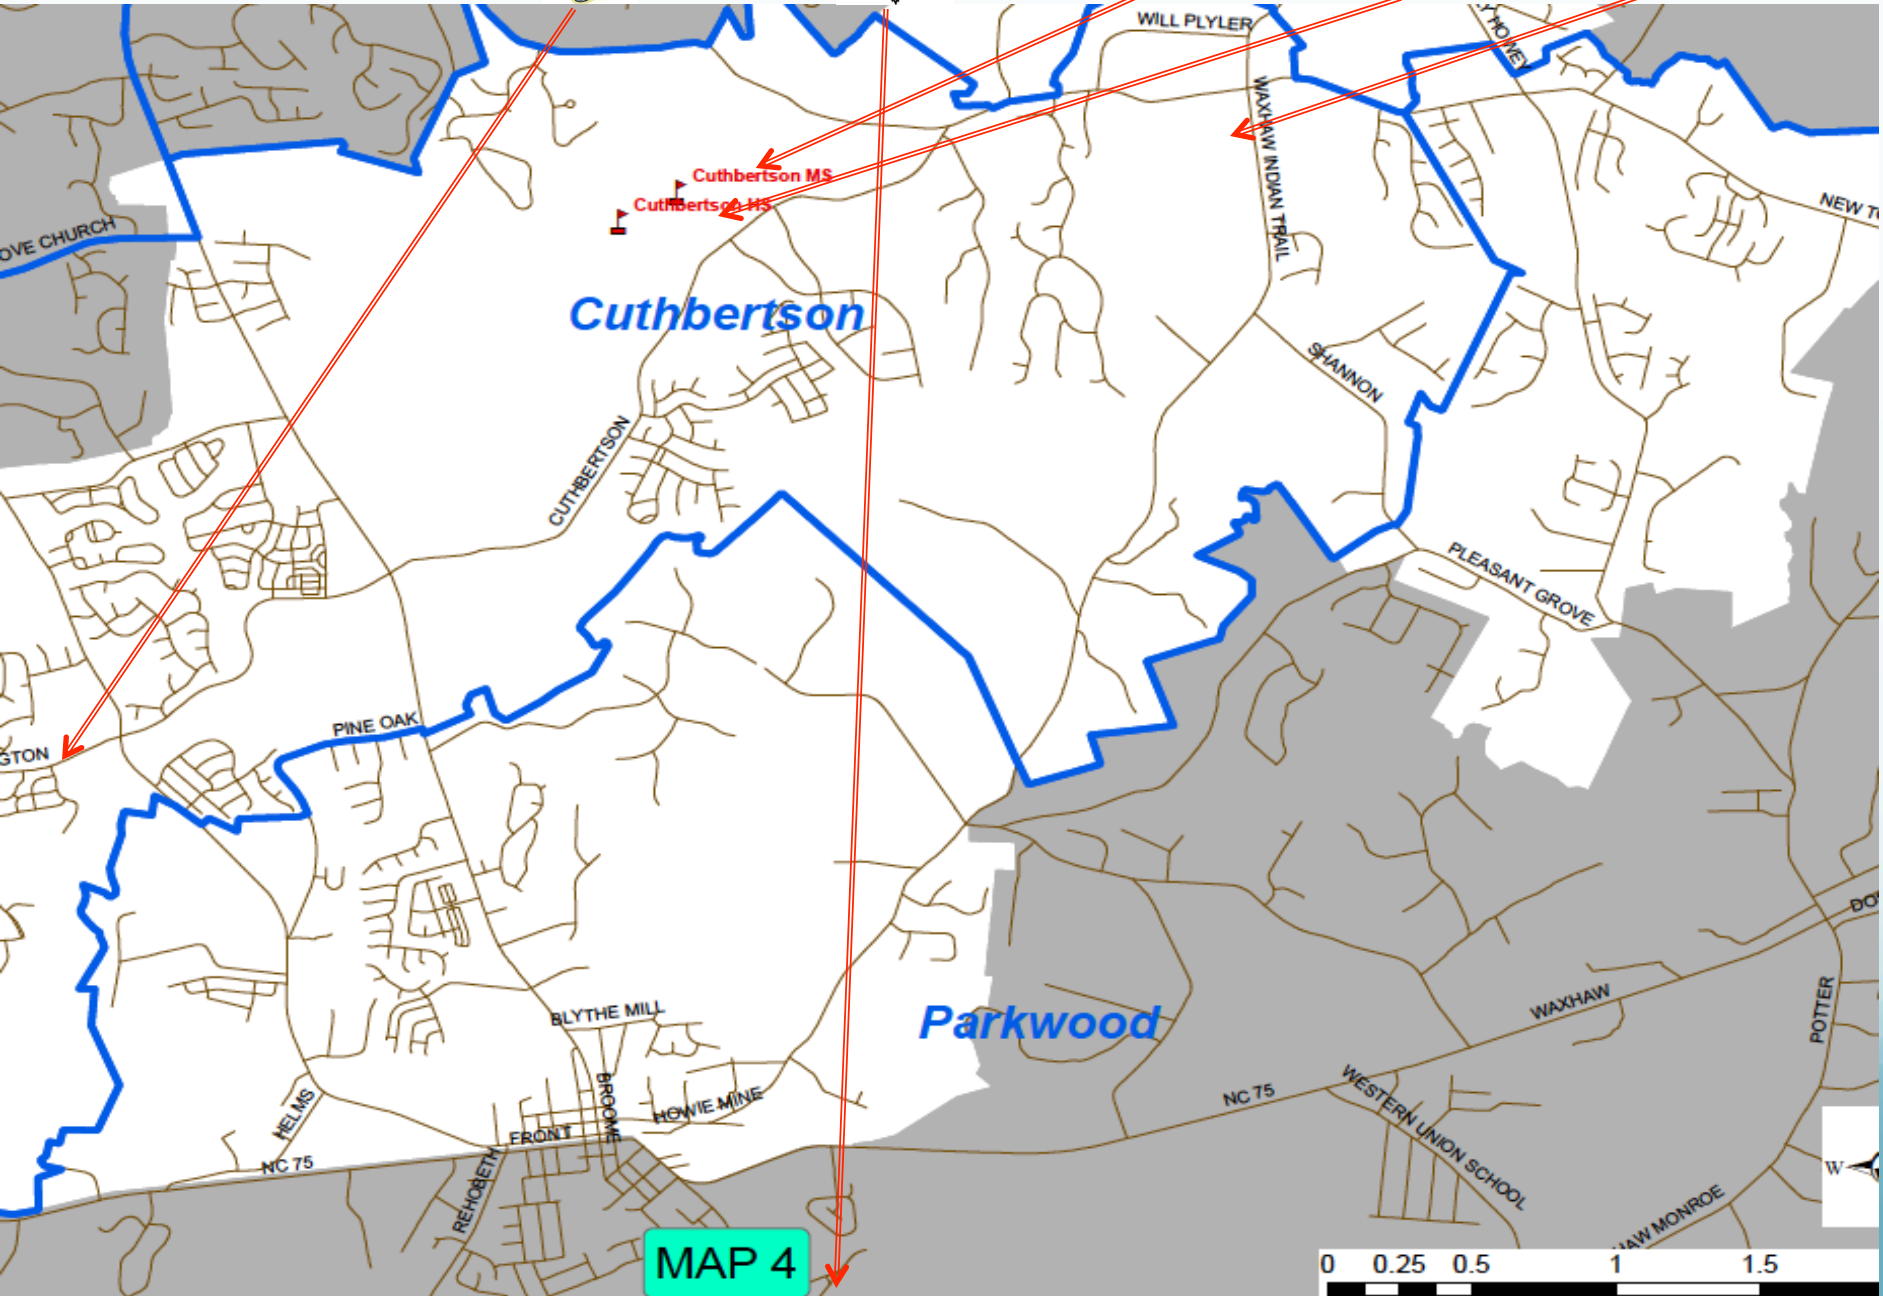 WILL PLYLER
Y HOWEY
WAXHAW INDIAN TRAIL
Cuthbertson MS
Cuthbertson HS
NEW T
OVE CHURCH
Cuthbertson
SHANNON
CUTHBERTSON
PLEASANT GROVE
PINE OAK
GTON
DO
POTTER
WAXHAW
BLYTHE MILL
Parkwood
BROOME
HOWIE MINE
NC 75
WESTERN UNION SCHOOL
HELMS
FRONT
NC 75
REHOBETH
W
HAW MONROE
MAP 4
0 0.25 0.5 1 1.5